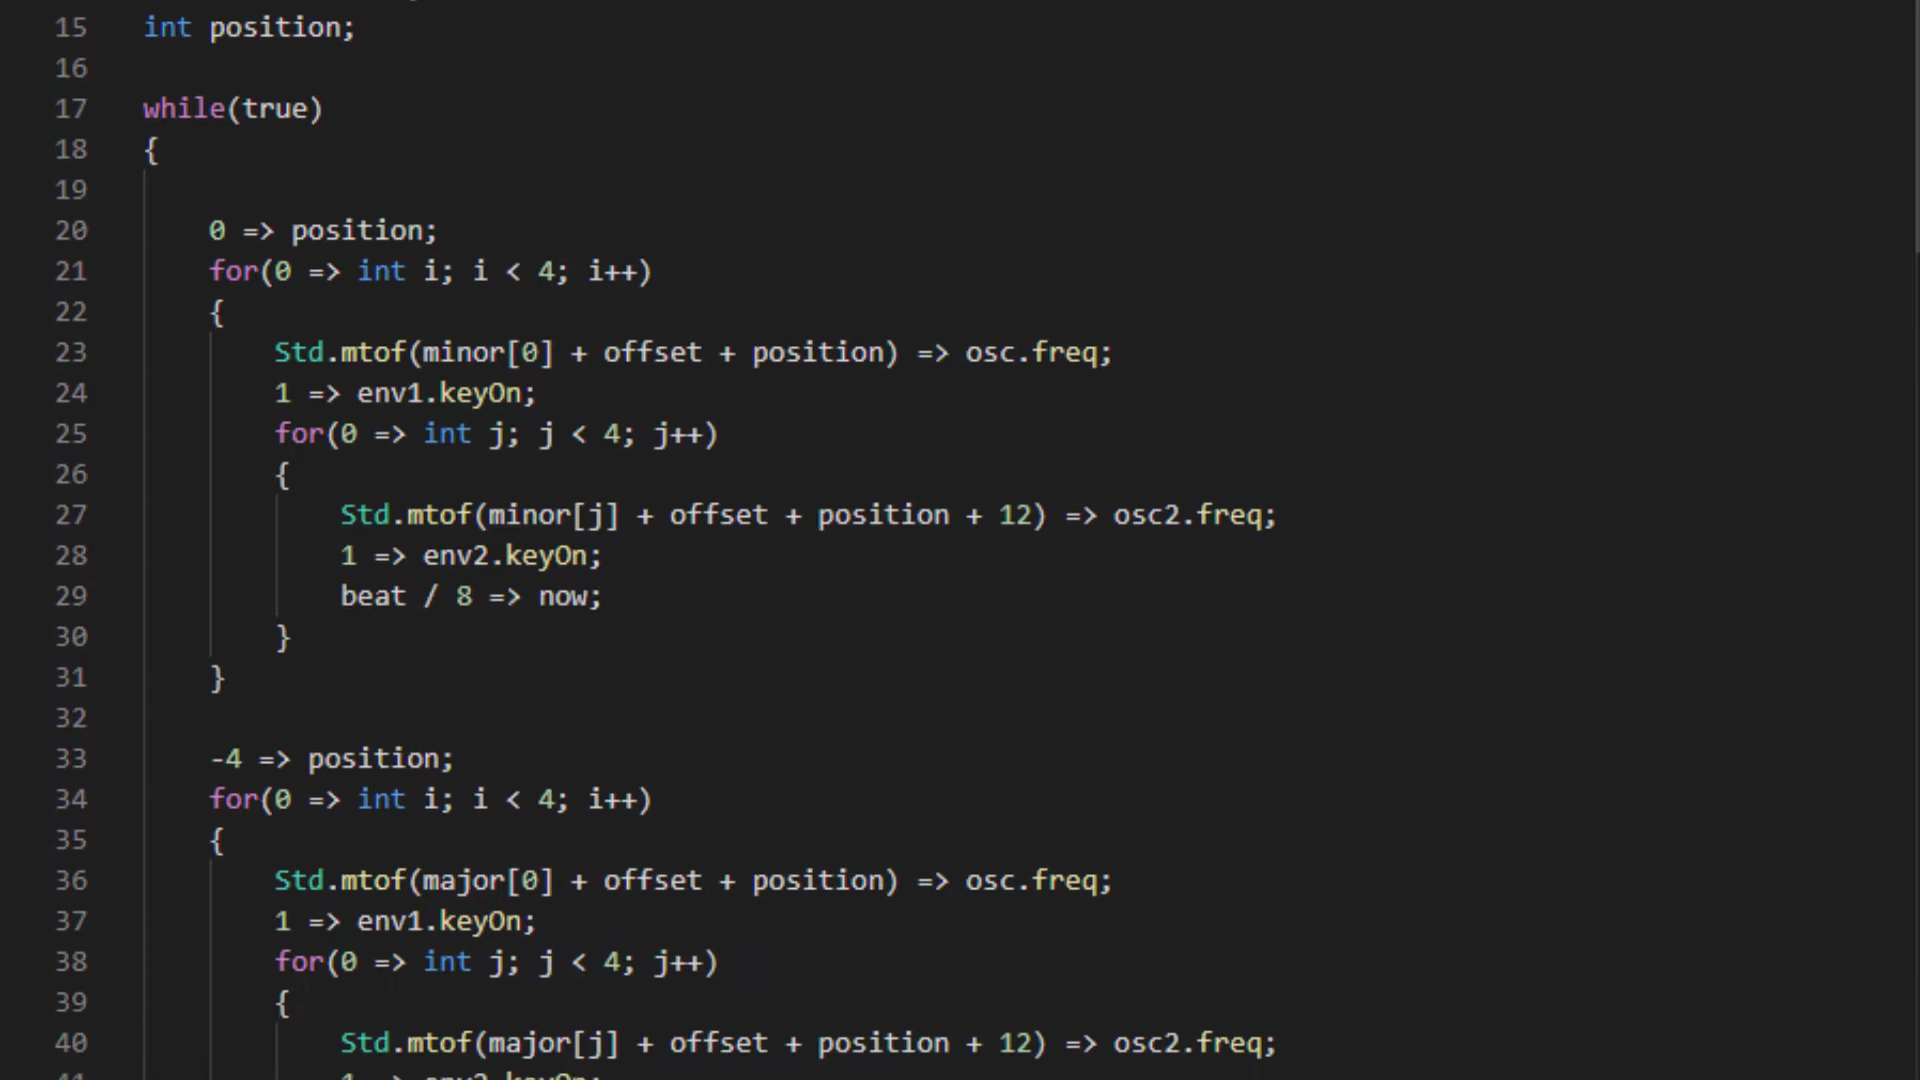 15 int position;
16
17 while(true)
18 {
19
20 0 => position;
21 for(0 => int i; i < 4; i++)
22 {
23 Std.mtof(minor[0] + offset + position) => osc.freq;
24 1 => env1.keyOn;
25 for(0 => int j; j < 4; j++)
26 {
27 Std.mtof(minor[j] + offset + position + 12) => osc2.freq;
28 1 => env2.keyOn;
29 beat / 8 => now;
30 }
31 }
32
33 -4 => position;
34 for(0 => int i; i < 4; i++)
35 {
36 Std.mtof(major[0] + offset + position) => osc.freq;
37 1 => env1.keyOn;
38 for(0 => int j; j < 4; j++)
39 {
40 Std.mtof(major[j] + offset + position + 12) => osc2.freq;
41 1 => env2.keyOn;